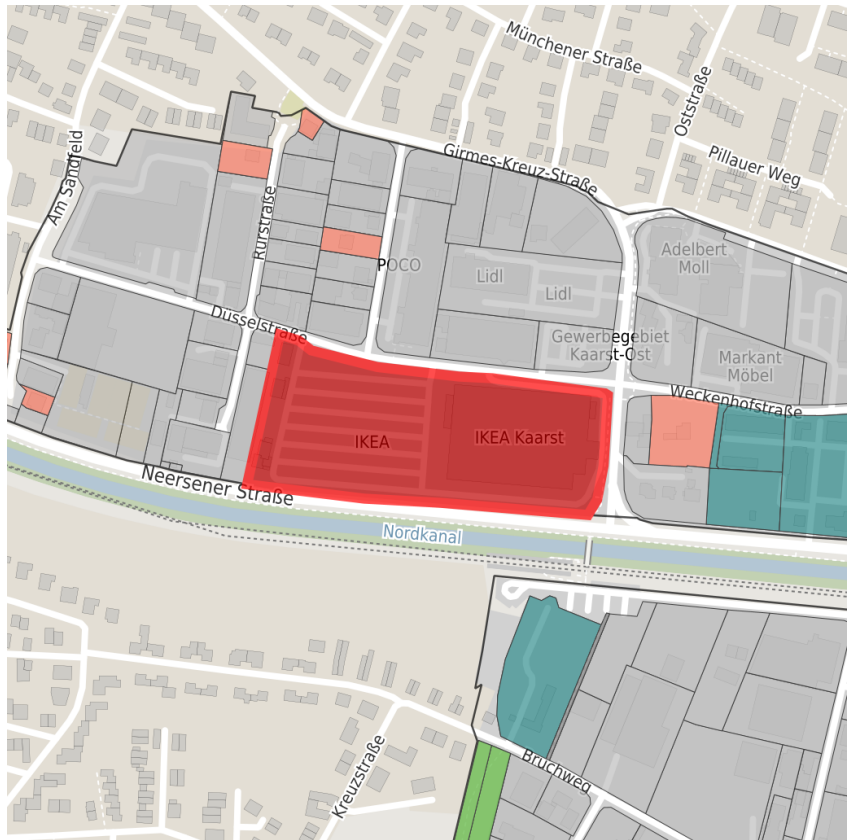 Münchener Straße
Oststraße
Am Sandfeld
Girmes-Kreuz-Straße
Pillauer Weg
Rurstraße
POCO
Adelbert
Moll
Lidl
Lidl
Düsselstraße
Gewerbegebiet
Kaarst-Ost
Markant
Möbel
Weckenhofstraße
IKEA
IKEA Kaarst
Neersener Straße
Nordkanal
Kreuzstraße
Bruchweg